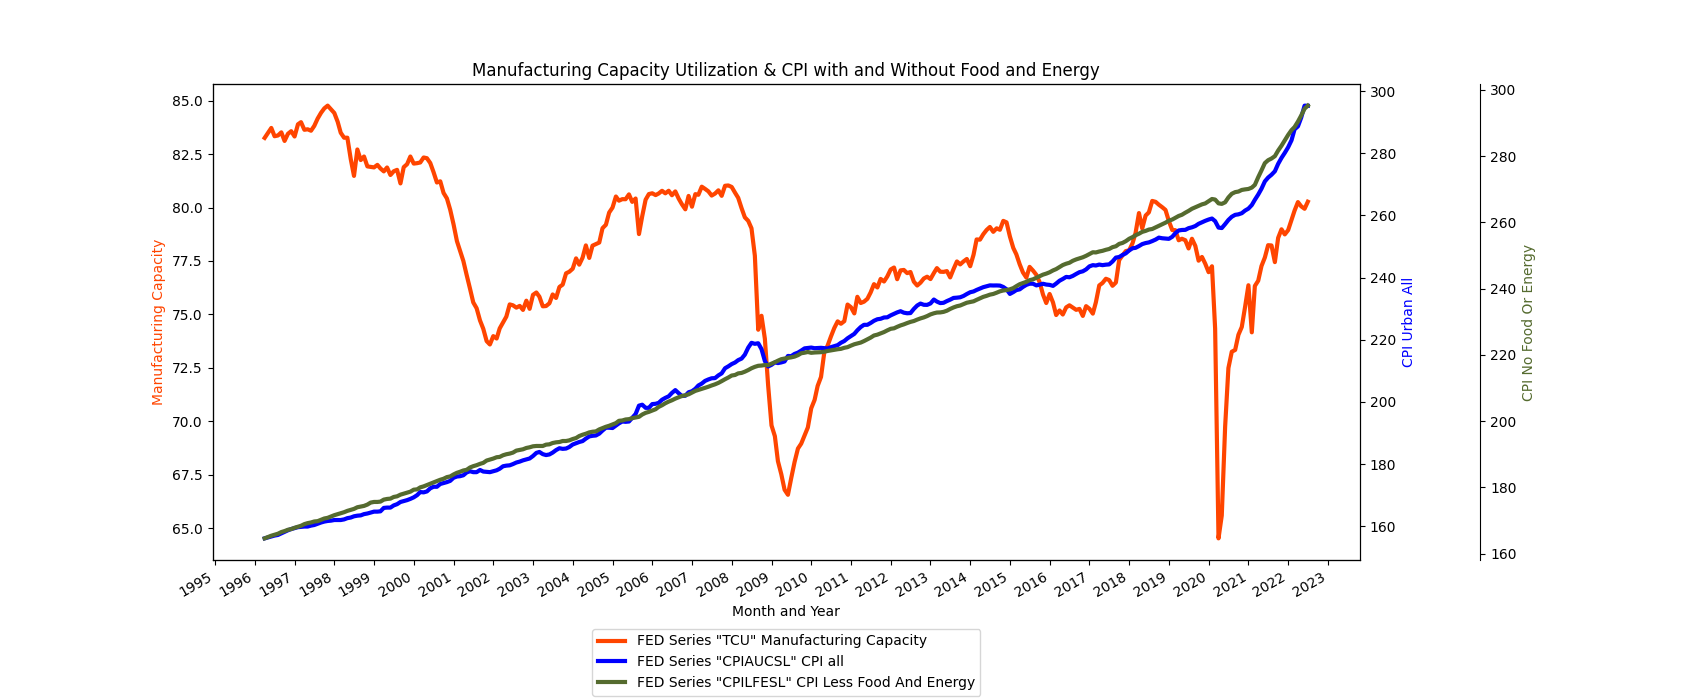 Manufacturing Capacity Utilization & CPI with and Without Food and Energy
Manufacturing Capacity
85.0
82.5
80.0
77.5
75.0
72.5
70.0
67.5
65.0
300
280
260
240
220
200
180
160
CPI Urban All
300
280
260
240
220
200
180
160
CPI No Food Or Energy
1995 1996 1997 1998 1999 2000 2001 2002 2003 2004 2005 2006 2007 2008 2009 2010 2011 2012 2013 2014 2015 2016 2017 2018 2019 2020 2021 2022 2023
Month and Year
FED Series "TCU" Manufacturing Capacity
FED Series "CPIAUCSL" CPI all
FED Series "CPILFESL" CPI Less Food And Energy